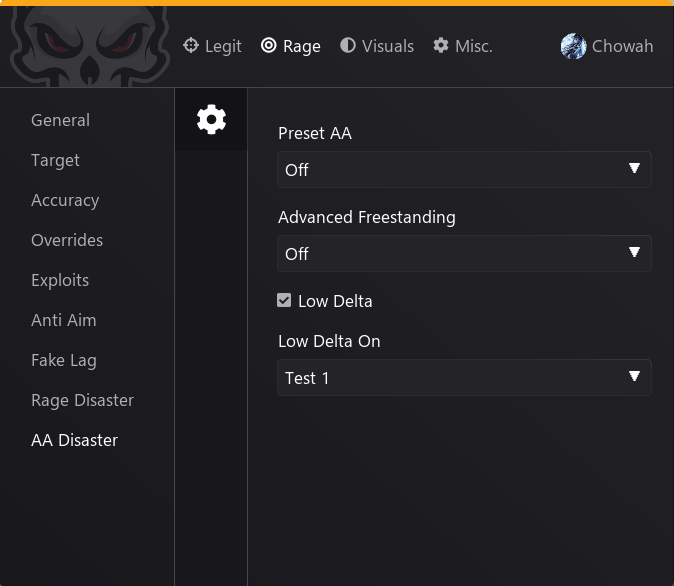 Legit Rage Visuals Misc. Chowah
General
Target
Accuracy
Overrides
Exploits
Anti Aim
Fake Lag
Rage Disaster
AA Disaster
Preset AA
Off
Advanced Freestanding
Off
Low Delta
Low Delta On
Test 1